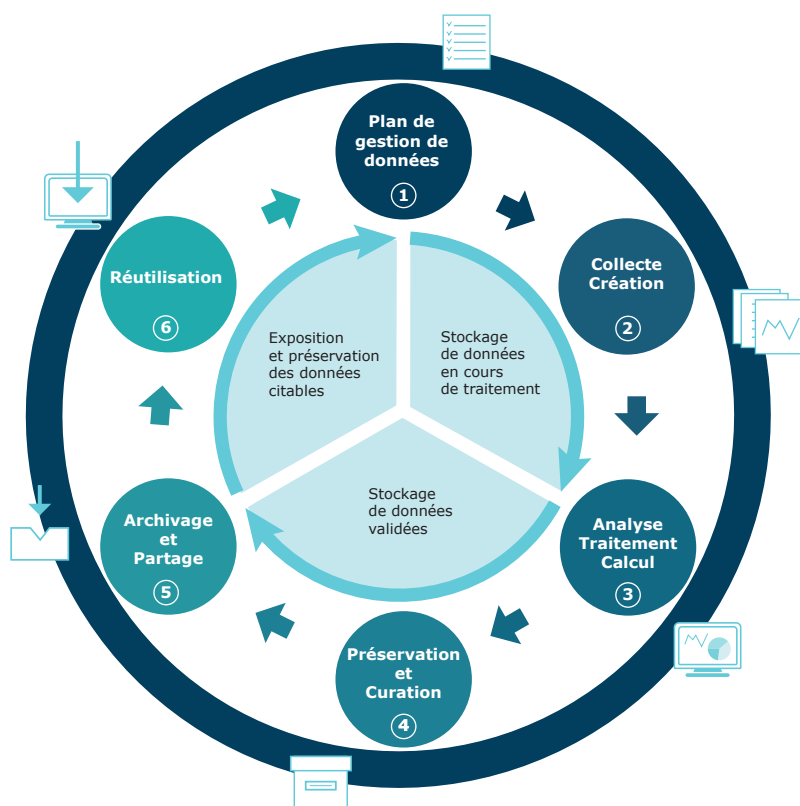 Plan de
gestion de
données
1
Collecte
Création
2
Analyse
Traitement
Calcul
3
Préservation
et
Curation
4
Archivage
et
Partage
5
Réutilisation
6
Exposition
et préservation
des données
citables
Stockage
de données
en cours
de traitement
Stockage
de données
validées